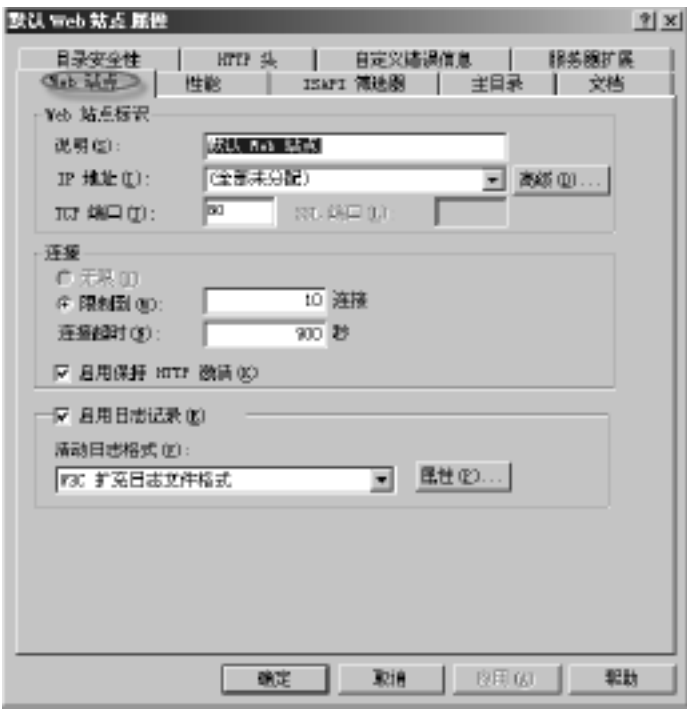 默认 Web 站点 属性
目录安全性 HTTP 头 自定义错误信息 服务器扩展
Web 站点 性能 ISAPI 筛选器 主目录 文档
Web 站点标识
说明(S): 默认 Web 站点
IP 地址(I): (全部未分配) 高级(D)...
TCP 端口(T): 80 SSL 端口(L):
连接
无限(U)
限制到(M): 10 连接
连接超时(N): 900 秒
启用保持 HTTP 激活(K)
启用日志记录(E)
活动日志格式(V):
W3C 扩充日志文件格式 属性(P)...
确定 取消 应用(A) 帮助